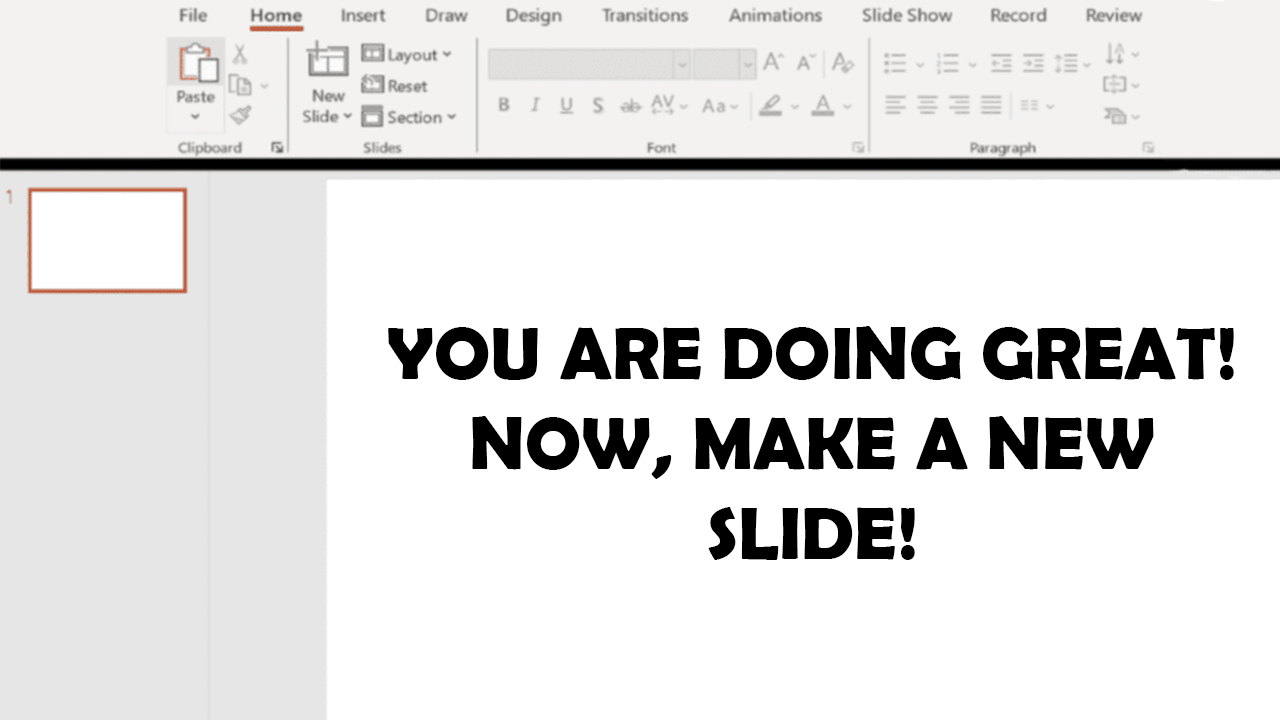 File Home Insert Draw Design Transitions Animations Slide Show Record Review
Paste
Clipboard
New
Slide
Layout
Reset
Section
Slides
B I U S ab AV Aa A
A A A
Font
Paragraph
1
YOU ARE DOING GREAT!
NOW, MAKE A NEW
SLIDE!